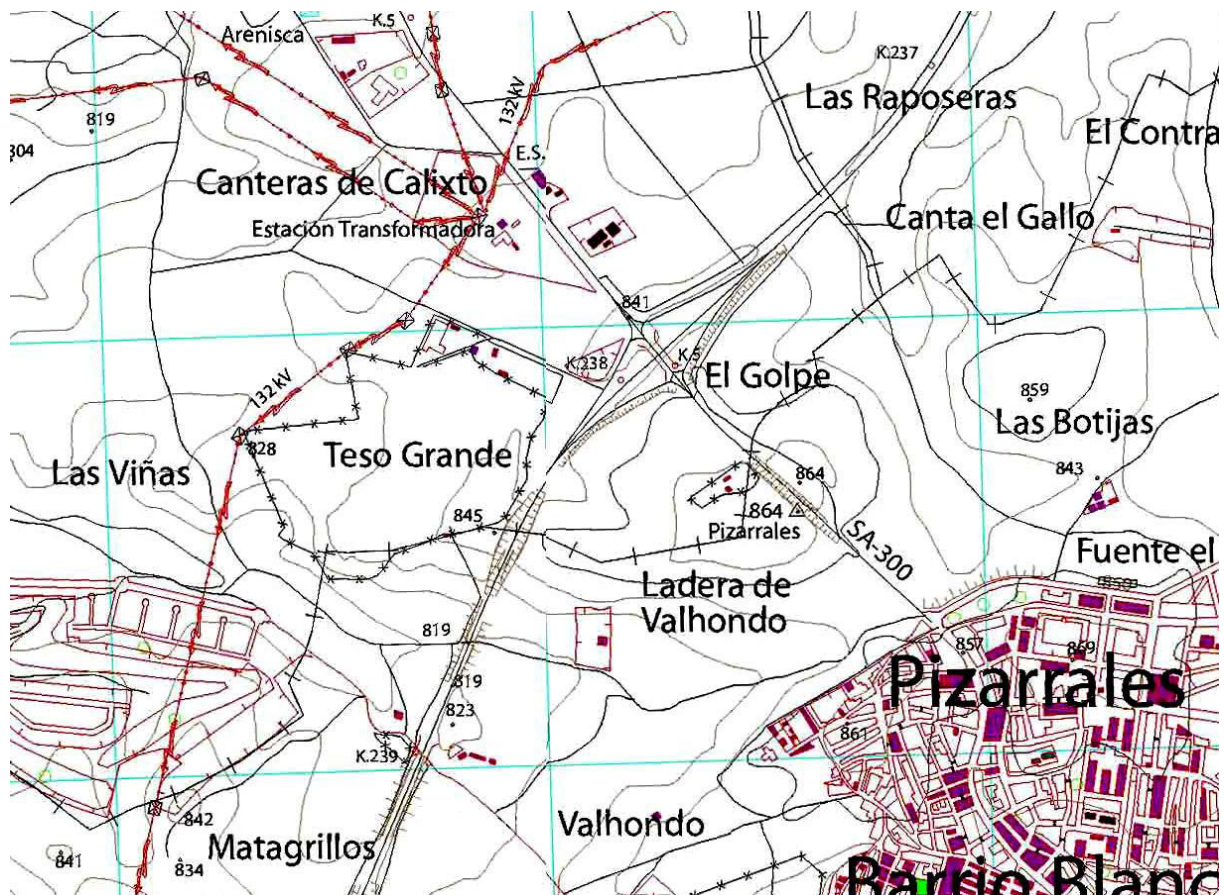 K.5
Arenisca
K.237
Las Raposeras
132 kV
819
El Contra
304
E.S.
Canteras de Calixto
Canta el Gallo
Estación Transformadora
841
K.238
K.5
El Golpe
132 kV
859
Las Botijas
828
Teso Grande
Las Viñas
864
843
845
864
Pizarrales
SA-300
Fuente el
Ladera de
Valhondo
819
857
869
Pizarrales
819
823
861
K.239
842
Valhondo
Matagrillos
841
834
Barrio Blanc